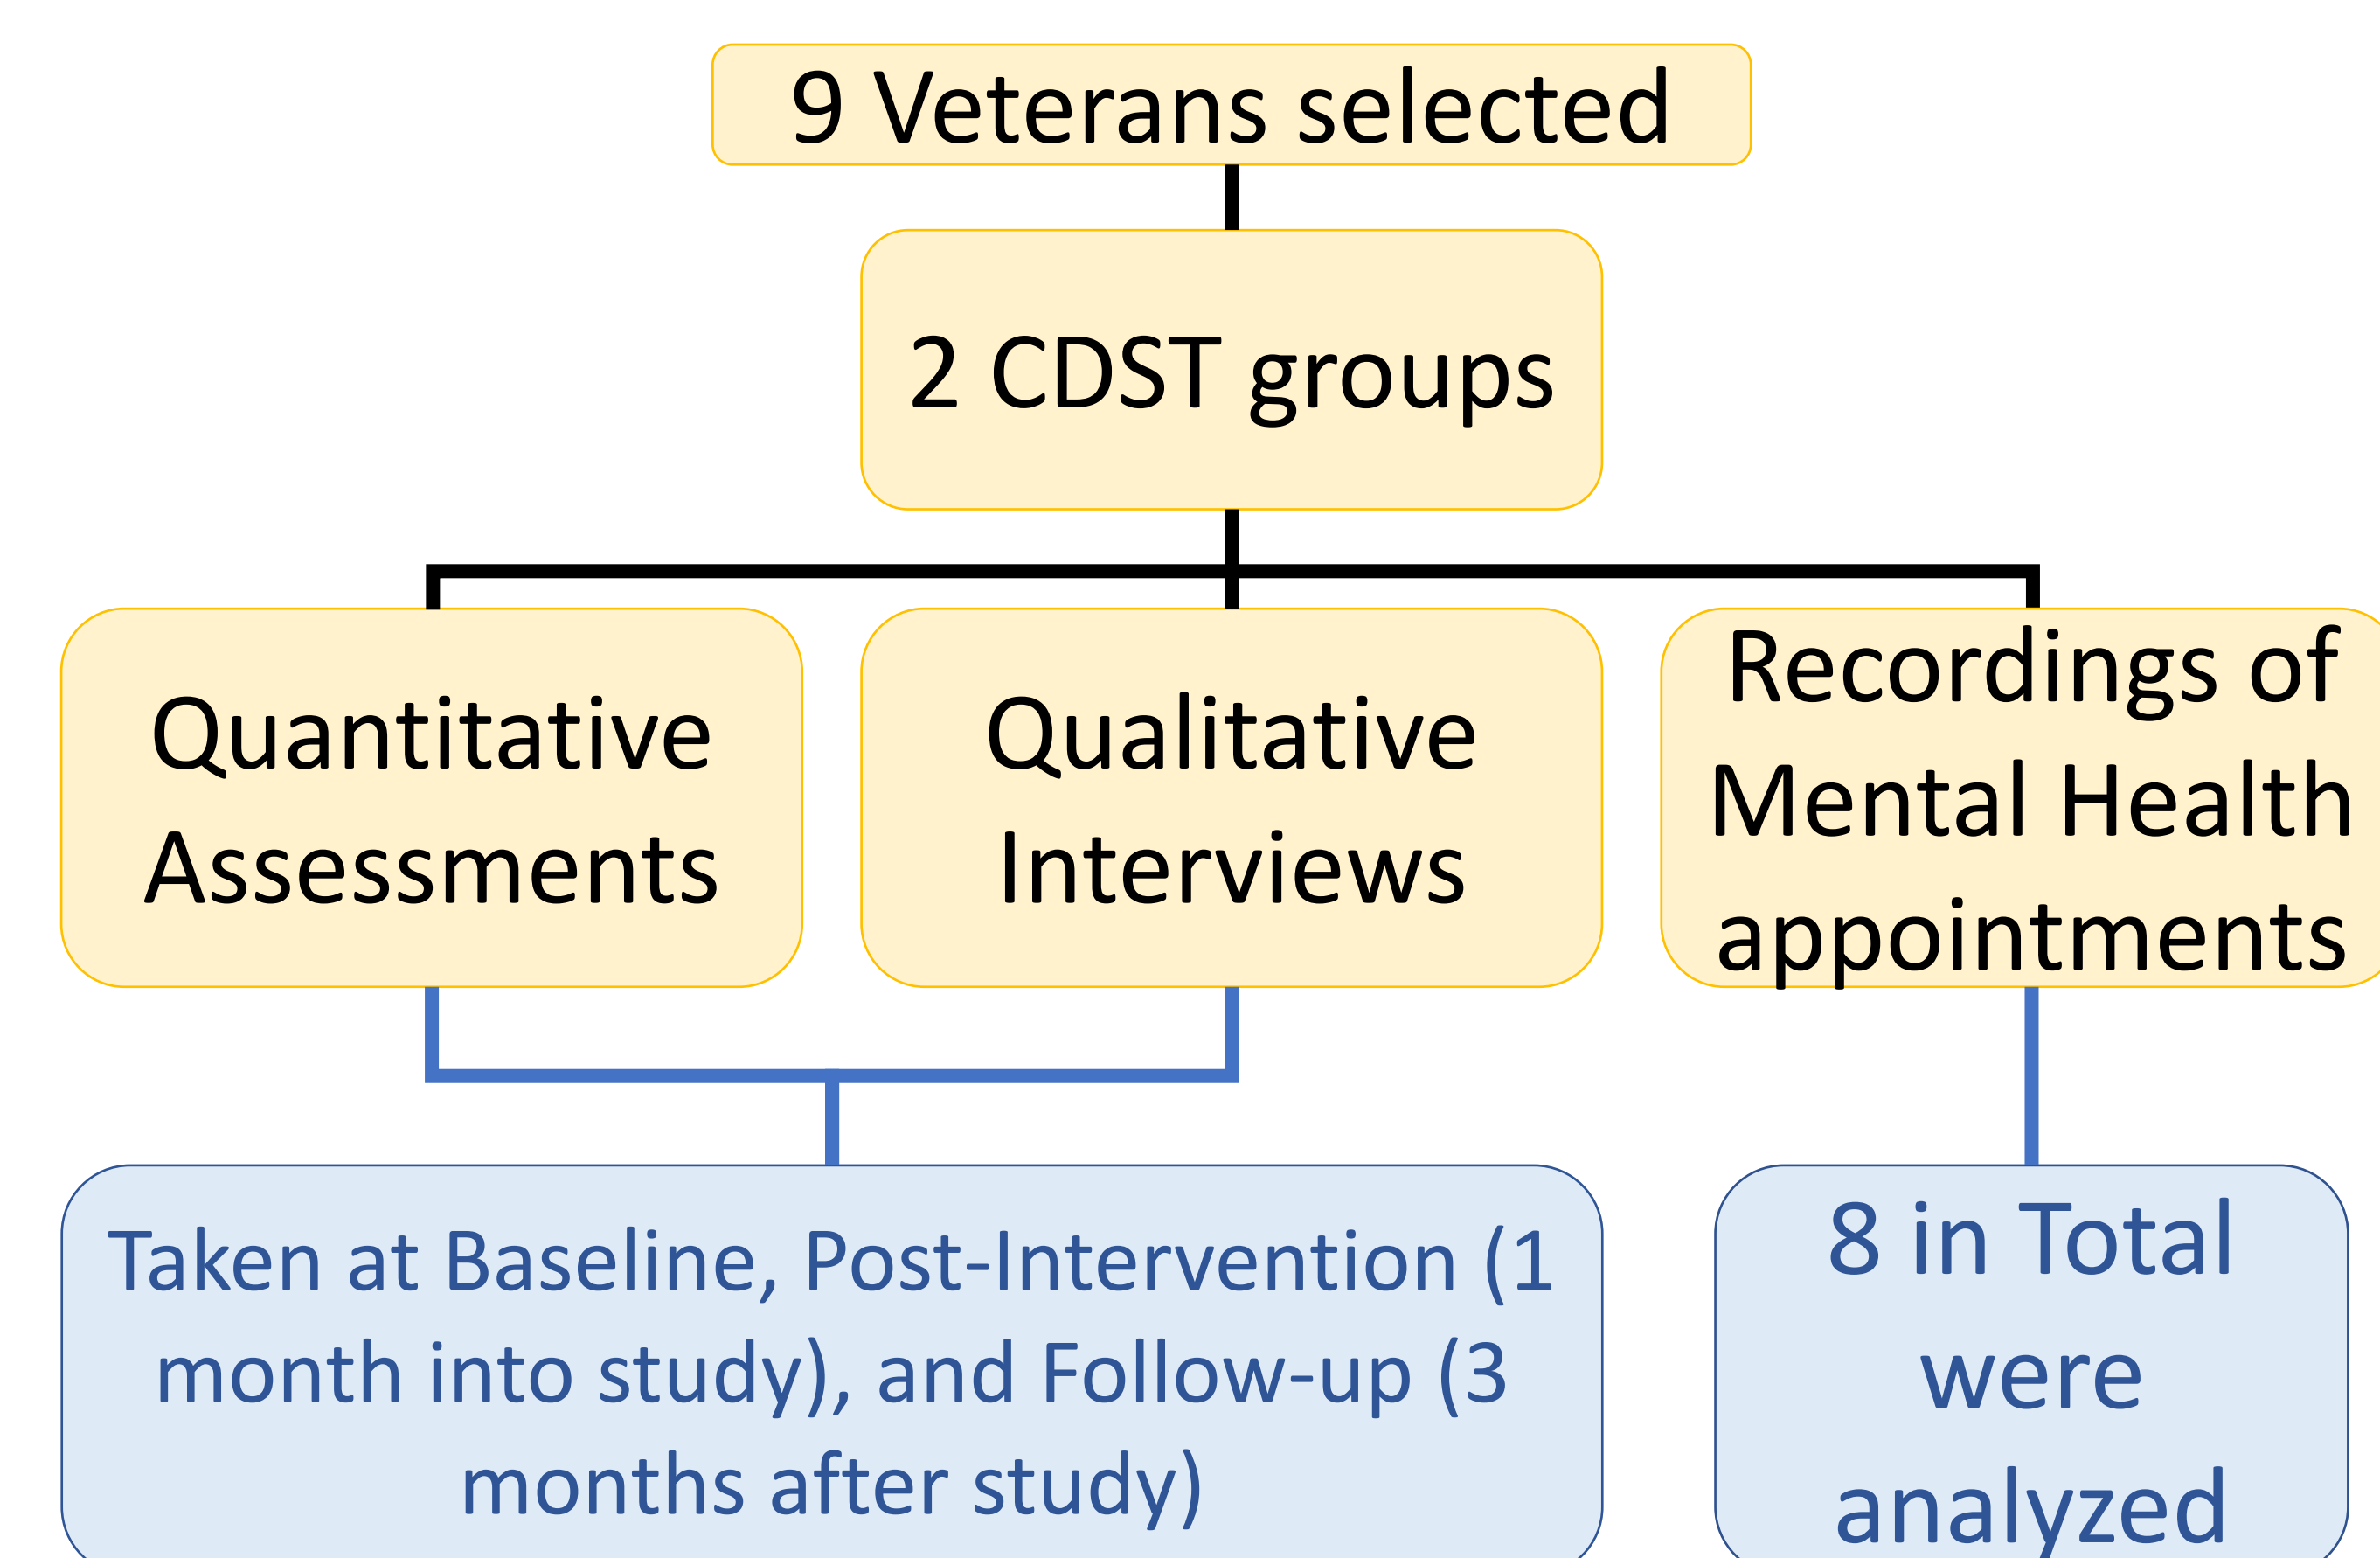 9 Veterans selected
2 CDST groups
Quantitative
Assessments
Qualitative
Interviews
Recordings of
Mental Health
appointments
Taken at Baseline, Post-Intervention (1
month into study), and Follow-up (3
months after study)
8 in Total
were
analyzed